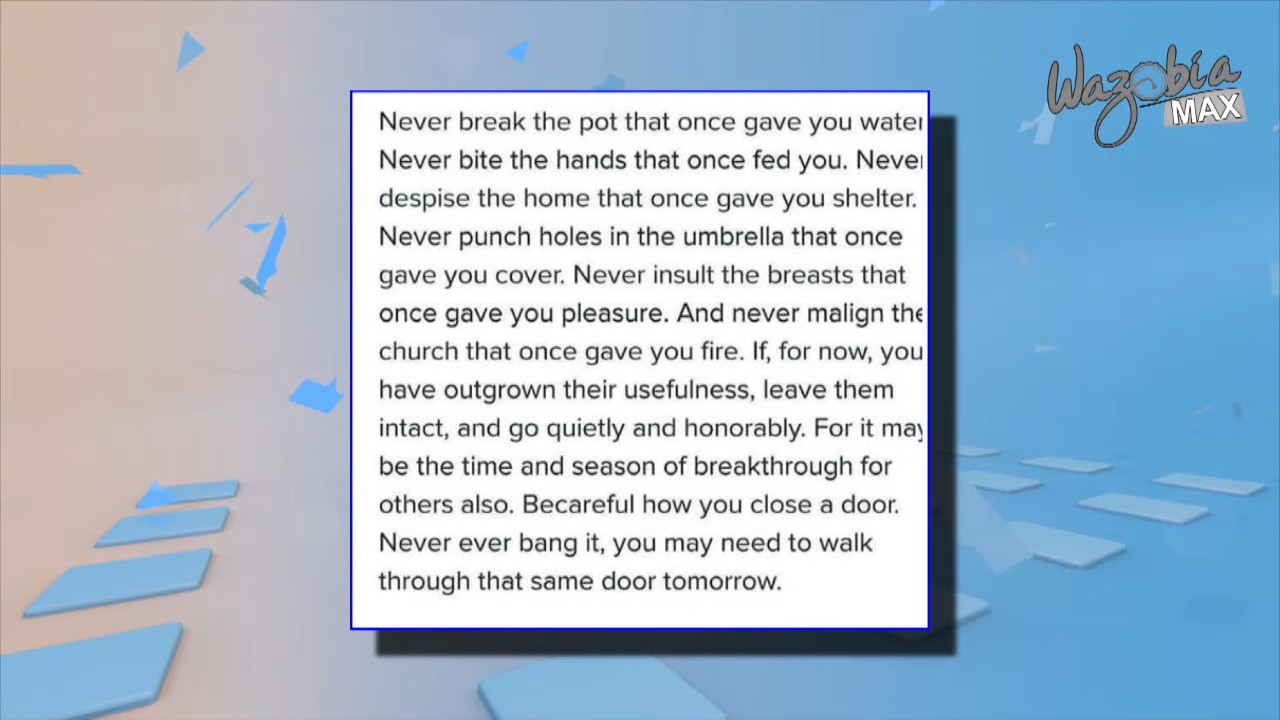 Wazobia
MAX
Never break the pot that once gave you water
Never bite the hands that once fed you. Never
despise the home that once gave you shelter.
Never punch holes in the umbrella that once
gave you cover. Never insult the breasts that
once gave you pleasure. And never malign the
church that once gave you fire. If, for now, you
have outgrown their usefulness, leave them
intact, and go quietly and honorably. For it may
be the time and season of breakthrough for
others also. Becareful how you close a door.
Never ever bang it, you may need to walk
through that same door tomorrow.